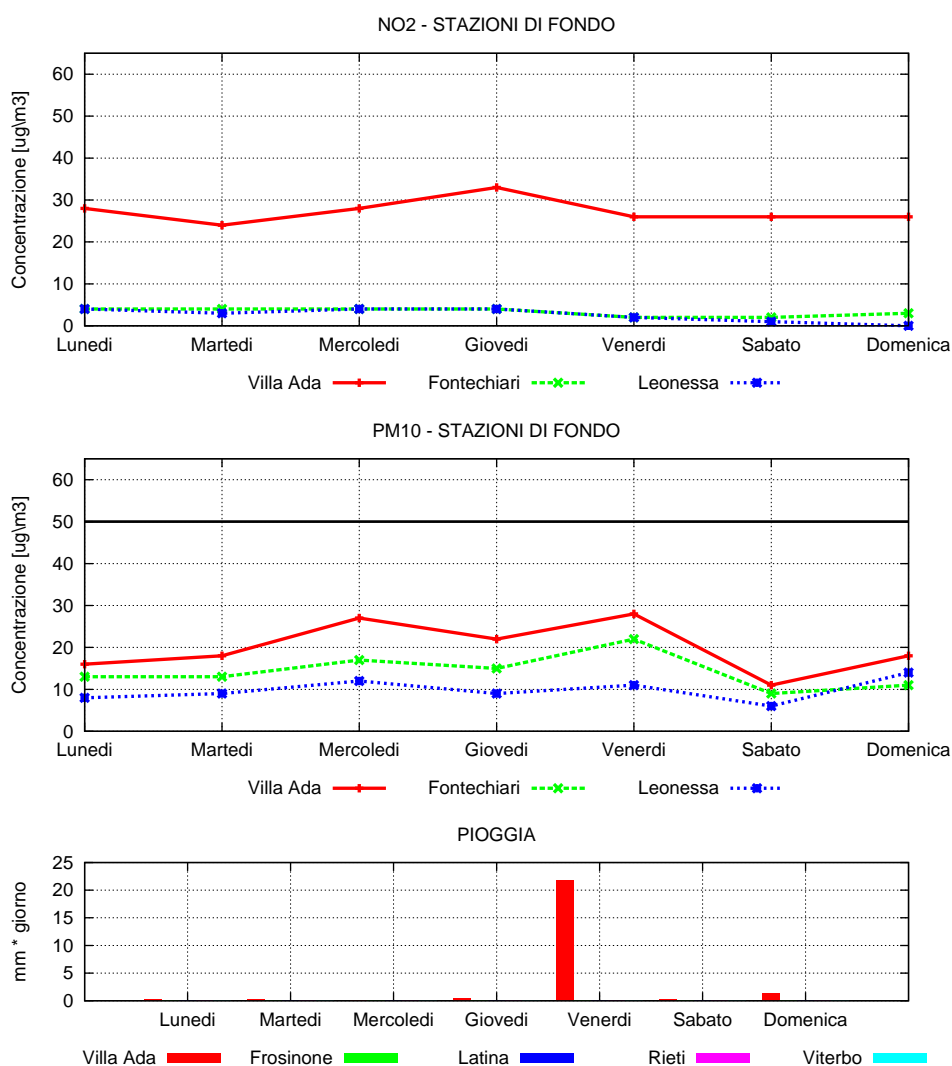 NO2 - STAZIONI DI FONDO
Concentrazione [ug\m3]
60
50
40
30
20
10
0
Lunedi Martedi Mercoledi Giovedi Venerdi Sabato Domenica
Villa Ada Fontechiari Leonessa
PM10 - STAZIONI DI FONDO
Concentrazione [ug\m3]
60
50
40
30
20
10
0
Lunedi Martedi Mercoledi Giovedi Venerdi Sabato Domenica
Villa Ada Fontechiari Leonessa
PIOGGIA
mm * giorno
25
20
15
10
5
0
Lunedi Martedi Mercoledi Giovedi Venerdi Sabato Domenica
Villa Ada Frosinone Latina Rieti Viterbo